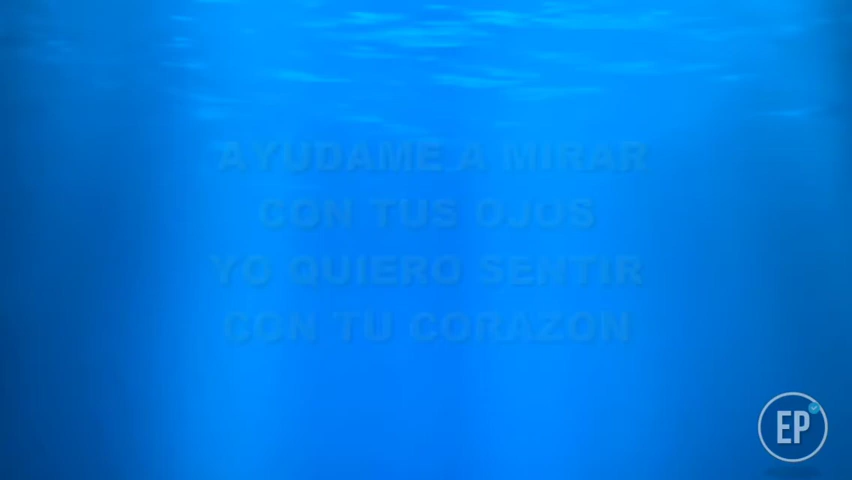 AYUDAME A MIRAR
CON TUS OJOS
YO QUIERO SENTIR
CON TU CORAZON
EP